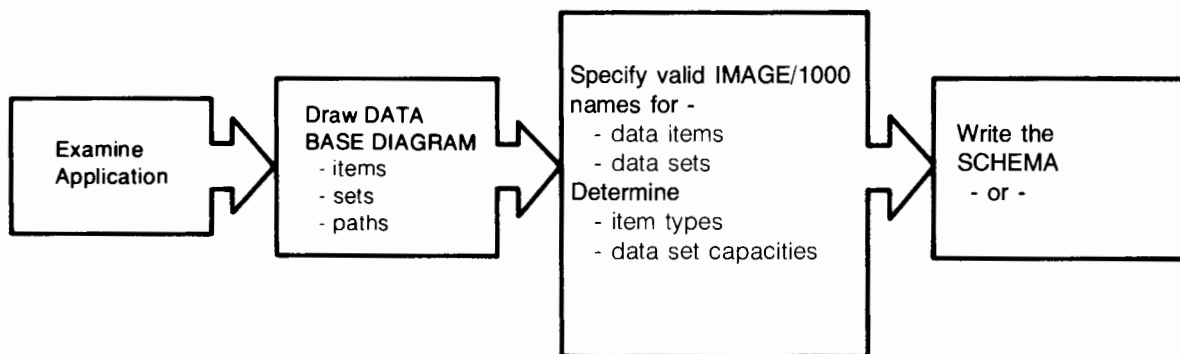 Examine
Application
Draw DATA
BASE DIAGRAM
- items
- sets
- paths
Specify valid IMAGE/1000
names for -
- data items
- data sets
Determine
- item types
- data set capacities
Write the
SCHEMA
- or -